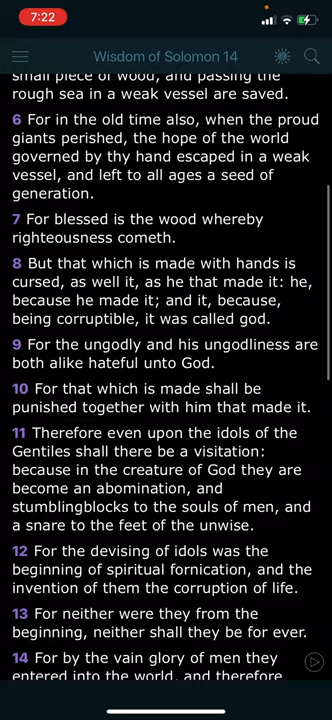 7:22
Wisdom of Solomon 14
small piece of wood, and passing the
rough sea in a weak vessel are saved.
6 For in the old time also, when the proud
giants perished, the hope of the world
governed by thy hand escaped in a weak
vessel, and left to all ages a seed of
generation.
7 For blessed is the wood whereby
righteousness cometh.
8 But that which is made with hands is
cursed, as well it, as he that made it: he,
because he made it; and it, because,
being corruptible, it was called god.
9 For the ungodly and his ungodliness are
both alike hateful unto God.
10 For that which is made shall be
punished together with him that made it.
11 Therefore even upon the idols of the
Gentiles shall there be a visitation:
because in the creature of God they are
become an abomination, and
stumblingblocks to the souls of men, and
a snare to the feet of the unwise.
12 For the devising of idols was the
beginning of spiritual fornication, and the
invention of them the corruption of life.
13 For neither were they from the
beginning, neither shall they be for ever.
14 For by the vain glory of men they
entered into the world, and therefore